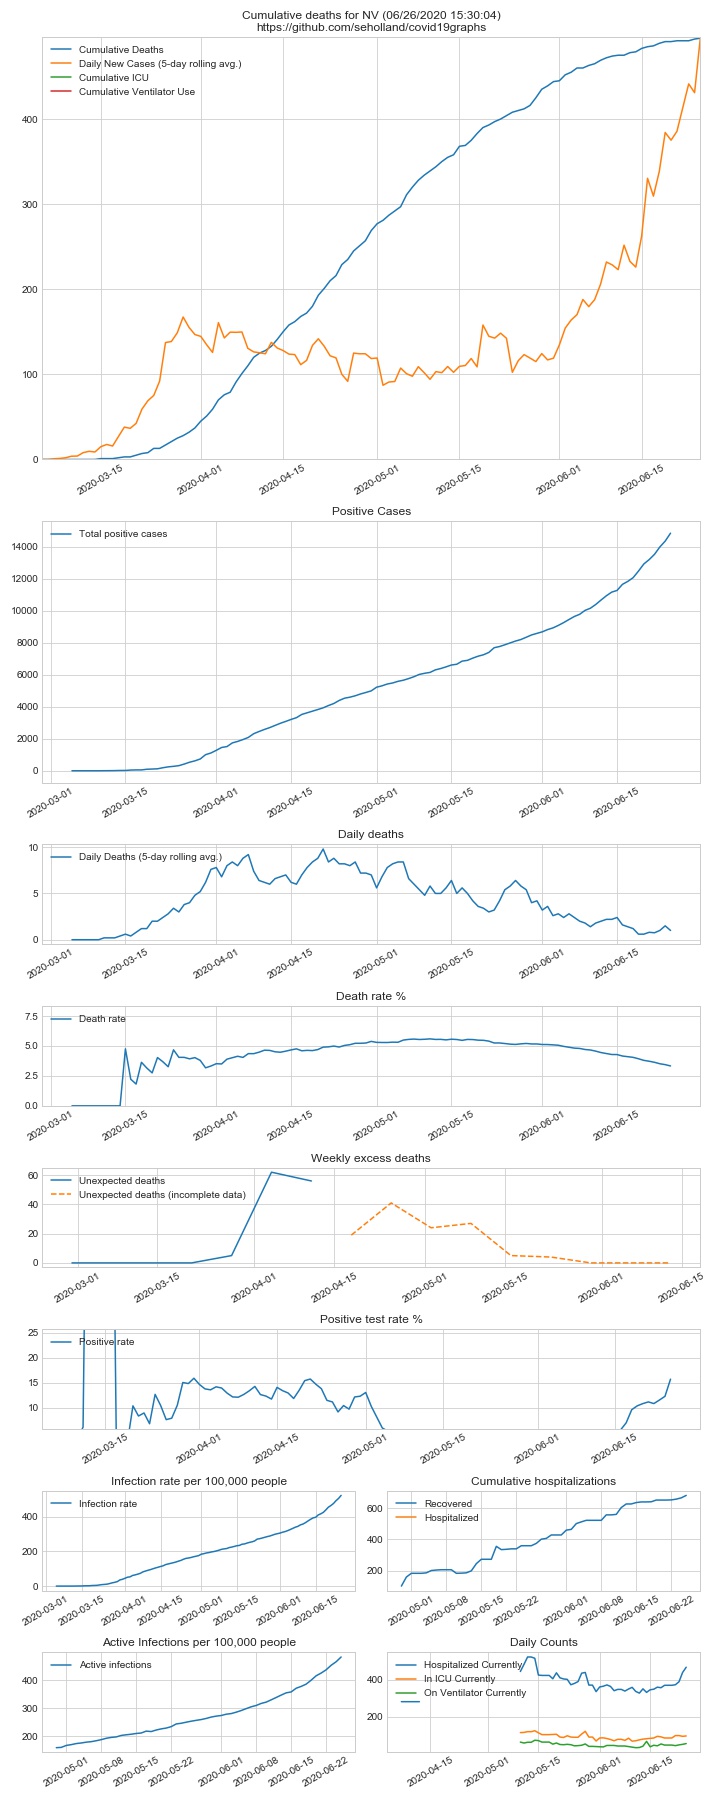 Cumulative deaths for NV (06/26/2020 15:30:04)
https://github.com/seholland/covid19graphs
Cumulative Deaths
Daily New Cases (5-day rolling avg.)
Cumulative ICU
Cumulative Ventilator Use
400
300
200
100
0
2020-03-15 2020-04-01 2020-04-15 2020-05-01 2020-05-15 2020-06-01 2020-06-15
Positive Cases
Total positive cases
14000
12000
10000
8000
6000
4000
2000
0
2020-03-01 2020-03-15 2020-04-01 2020-04-15 2020-05-01 2020-05-15 2020-06-01 2020-06-15
Daily deaths
Daily Deaths (5-day rolling avg.)
10
5
0
2020-03-01 2020-03-15 2020-04-01 2020-04-15 2020-05-01 2020-05-15 2020-06-01 2020-06-15
Death rate %
Death rate
7.5
5.0
2.5
0.0
2020-03-01 2020-03-15 2020-04-01 2020-04-15 2020-05-01 2020-05-15 2020-06-01 2020-06-15
Weekly excess deaths
Unexpected deaths
Unexpected deaths (incomplete data)
60
40
20
0
2020-03-01 2020-03-15 2020-04-01 2020-04-15 2020-05-01 2020-05-15 2020-06-01 2020-06-15
Positive test rate %
Positive rate
25
20
15
10
2020-03-15 2020-04-01 2020-04-15 2020-05-01 2020-05-15 2020-06-01 2020-06-15
Infection rate per 100,000 people
Infection rate
400
200
0
2020-03-01 2020-03-15 2020-04-01 2020-04-15 2020-05-01 2020-05-15 2020-06-01 2020-06-15
Cumulative hospitalizations
Recovered
Hospitalized
600
400
200
2020-05-01 2020-05-08 2020-05-15 2020-05-22 2020-06-01 2020-06-08 2020-06-15 2020-06-22
Active Infections per 100,000 people
Active infections
400
300
200
2020-05-01 2020-05-08 2020-05-15 2020-05-22 2020-06-01 2020-06-08 2020-06-15 2020-06-22
Daily Counts
Hospitalized Currently
In ICU Currently
On Ventilator Currently
400
200
2020-04-15 2020-05-01 2020-05-15 2020-06-01 2020-06-15